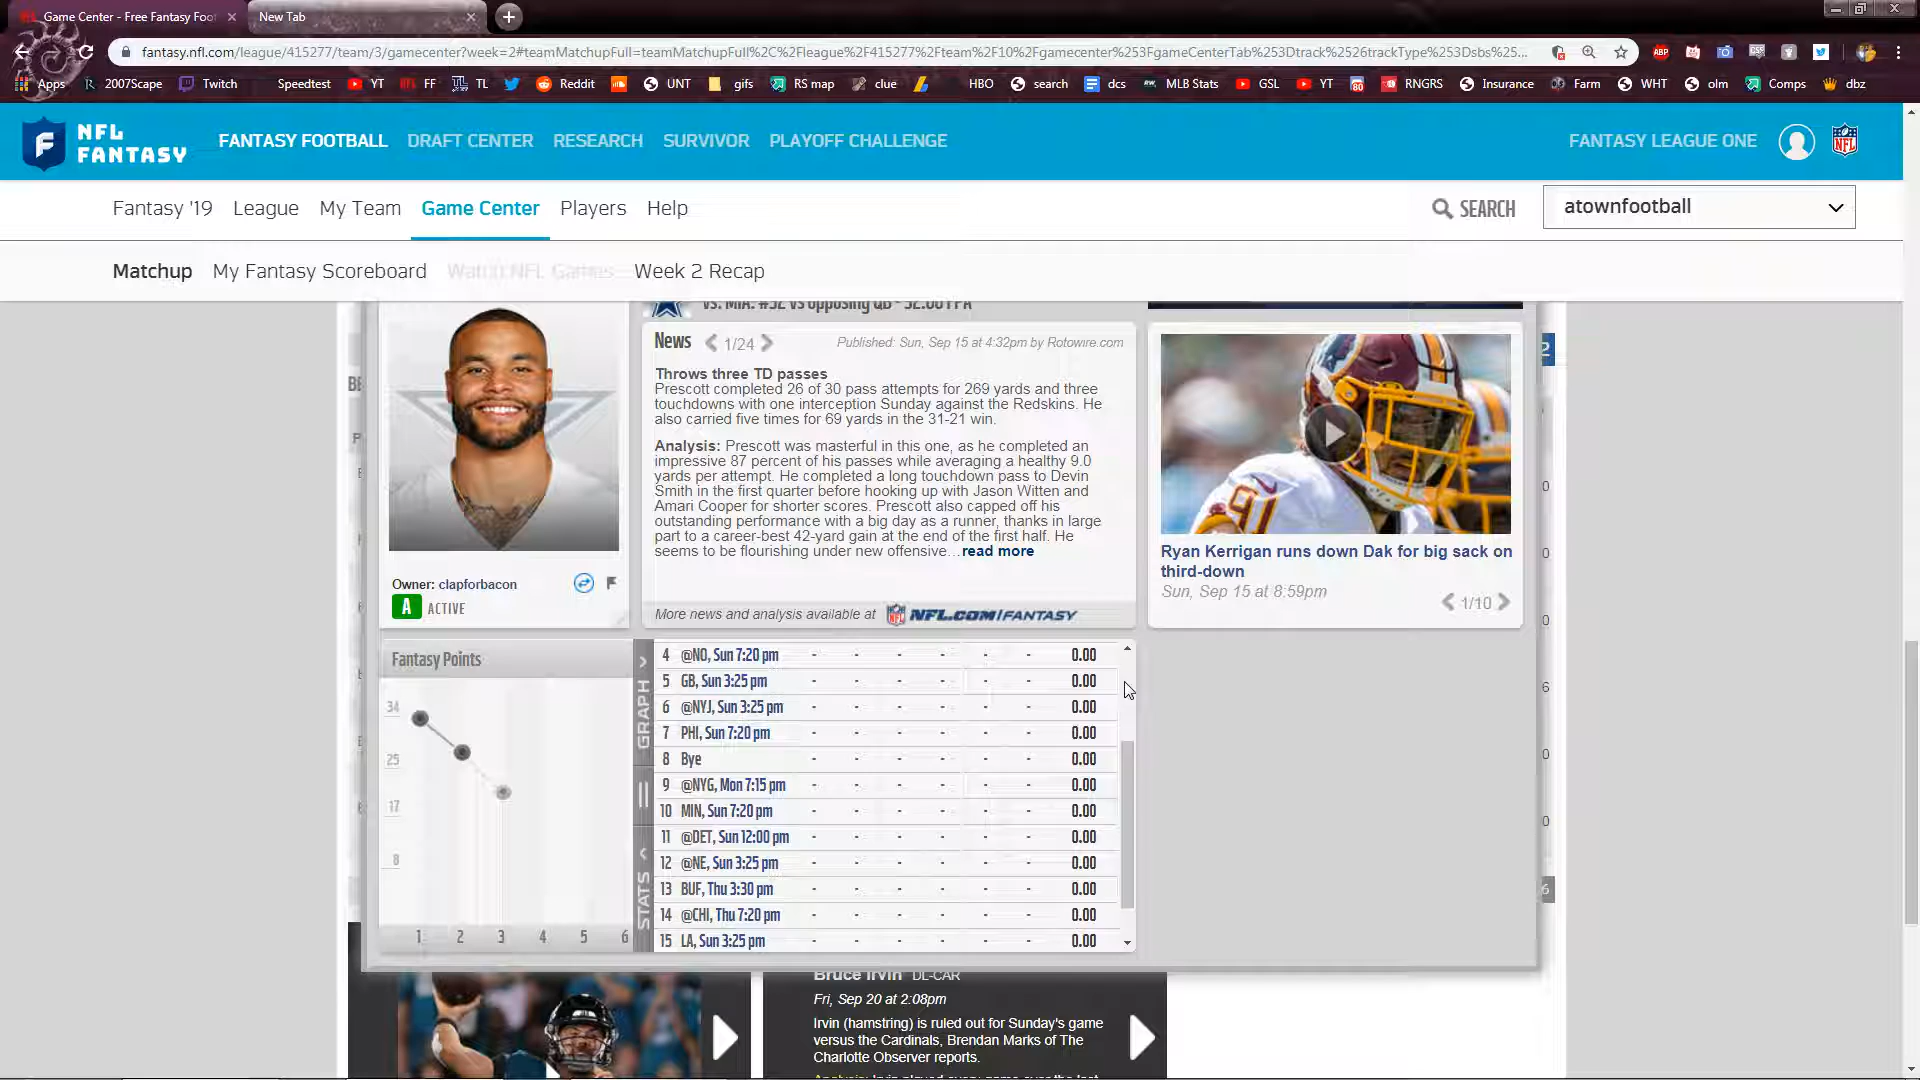 Game Center - Free Fantasy Foo
New Tab
fantasy.nfl.com/league/415277/team/3/gamecenter?week=2#teamMatchupFull=teamMatchupFull%2C%2Fleague%2F415277%2Fteam%2F10%2Fgamecenter%253FgameCenterTab%253Dtrack%2526trackType%253Dsbs%25...
Apps 2007Scape Twitch Speedtest YT FF TL Reddit UNT gifs RS map clue HBO search dcs MLB Stats GSL YT RNGRS Insurance Farm WHT olm Comps dbz
NFL FANTASY
FANTASY FOOTBALL DRAFT CENTER RESEARCH SURVIVOR PLAYOFF CHALLENGE FANTASY LEAGUE ONE
Fantasy '19 League My Team Game Center Players Help SEARCH atownfootball
Matchup My Fantasy Scoreboard Watch NFL Games Week 2 Recap
vs. MIA: #32 vs opposing QB - 32.00 FPA
News 1/24 Published: Sun, Sep 15 at 4:32pm by Rotowire.com
Throws three TD passes
Prescott completed 26 of 30 pass attempts for 269 yards and three
touchdowns with one interception Sunday against the Redskins. He
also carried five times for 69 yards in the 31-21 win.
Analysis: Prescott was masterful in this one, as he completed an
impressive 87 percent of his passes while averaging a healthy 9.0
yards per attempt. He completed a long touchdown pass to Devin
Smith in the first quarter before hooking up with Jason Witten and
Amari Cooper for shorter scores. Prescott also capped off his
outstanding performance with a big day as a runner, thanks in large
part to a career-best 42-yard gain at the end of the first half. He
seems to be flourishing under new offensive... read more
More news and analysis available at NFL.COM/FANTASY
Owner: clapforbacon
A ACTIVE
91
Ryan Kerrigan runs down Dak for big sack on
third-down
Sun, Sep 15 at 8:59pm
1/10
Fantasy Points
34
25
17
8
1 2 3 4 5 6
GRAPH
STATS
4 @NO, Sun 7:20 pm - - - - - - 0.00
5 GB, Sun 3:25 pm - - - - - - 0.00
6 @NYJ, Sun 3:25 pm - - - - - - 0.00
7 PHI, Sun 7:20 pm - - - - - - 0.00
8 Bye - - - - - - 0.00
9 @NYG, Mon 7:15 pm - - - - - - 0.00
10 MIN, Sun 7:20 pm - - - - - - 0.00
11 @DET, Sun 12:00 pm - - - - - - 0.00
12 @NE, Sun 3:25 pm - - - - - - 0.00
13 BUF, Thu 3:30 pm - - - - - - 0.00
14 @CHI, Thu 7:20 pm - - - - - - 0.00
15 LA, Sun 3:25 pm - - - - - - 0.00
Bruce Irvin DL-CAR
Fri, Sep 20 at 2:08pm
Irvin (hamstring) is ruled out for Sunday's game
versus the Cardinals, Brendan Marks of The
Charlotte Observer reports.